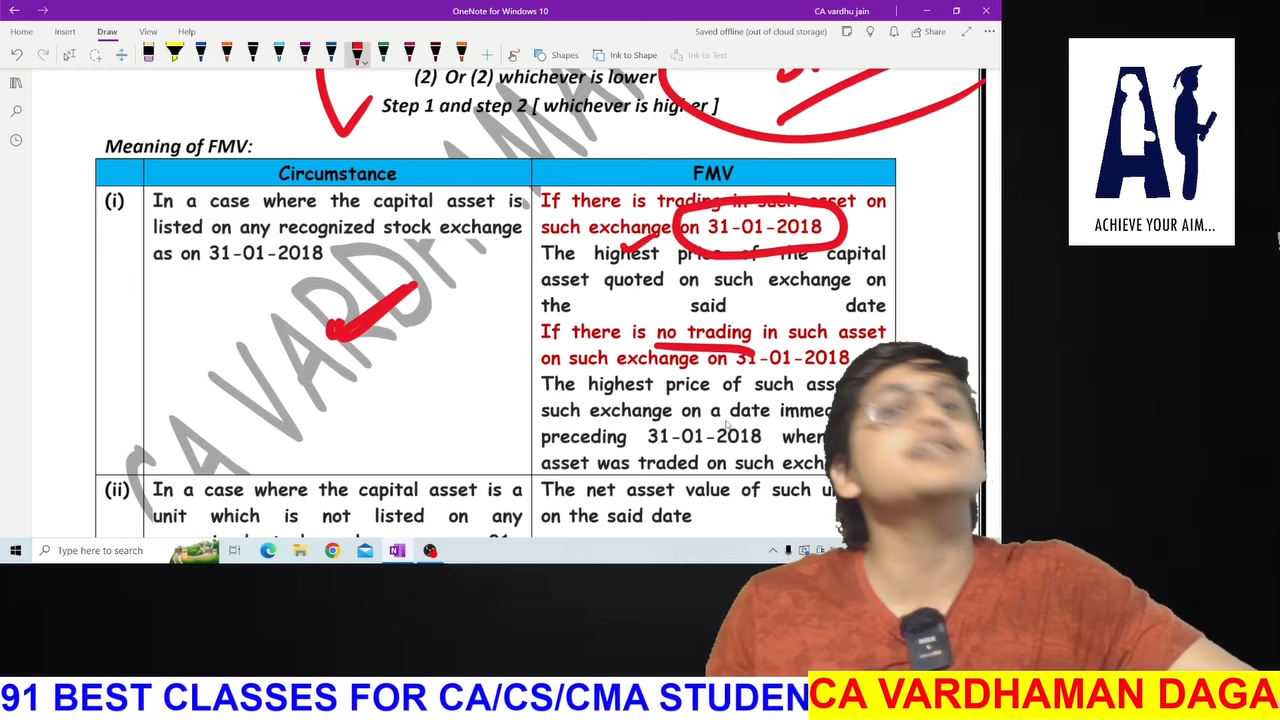 OneNote for Windows 10
CA vardhu jain
Home Insert Draw View Help
Saved offline (out of cloud storage)
Share
Shapes
Ink to Shape
Ink to Text
(2) Or (2) whichever is lower
Step 1 and step 2 [ whichever is higher ]
Meaning of FMV:
Circumstance
FMV
(i)
In a case where the capital asset is
listed on any recognized stock exchange
as on 31-01-2018
If there is trading in such asset on
such exchange on 31-01-2018
The highest price of the capital
asset quoted on such exchange on
the said date
If there is no trading in such asset
on such exchange on 31-01-2018
The highest price of such
such exchange on a date
preceding 31-01-2018
asset was traded on such
(ii)
In a case where the capital asset is a
unit which is not listed on any
The net asset value of such
on the said date
CA VARDHAMAN
Type here to search
ACHIEVE YOUR AIM...
91 BEST CLASSES FOR CA/CS/CMA
CA VARDHAMAN DAGA